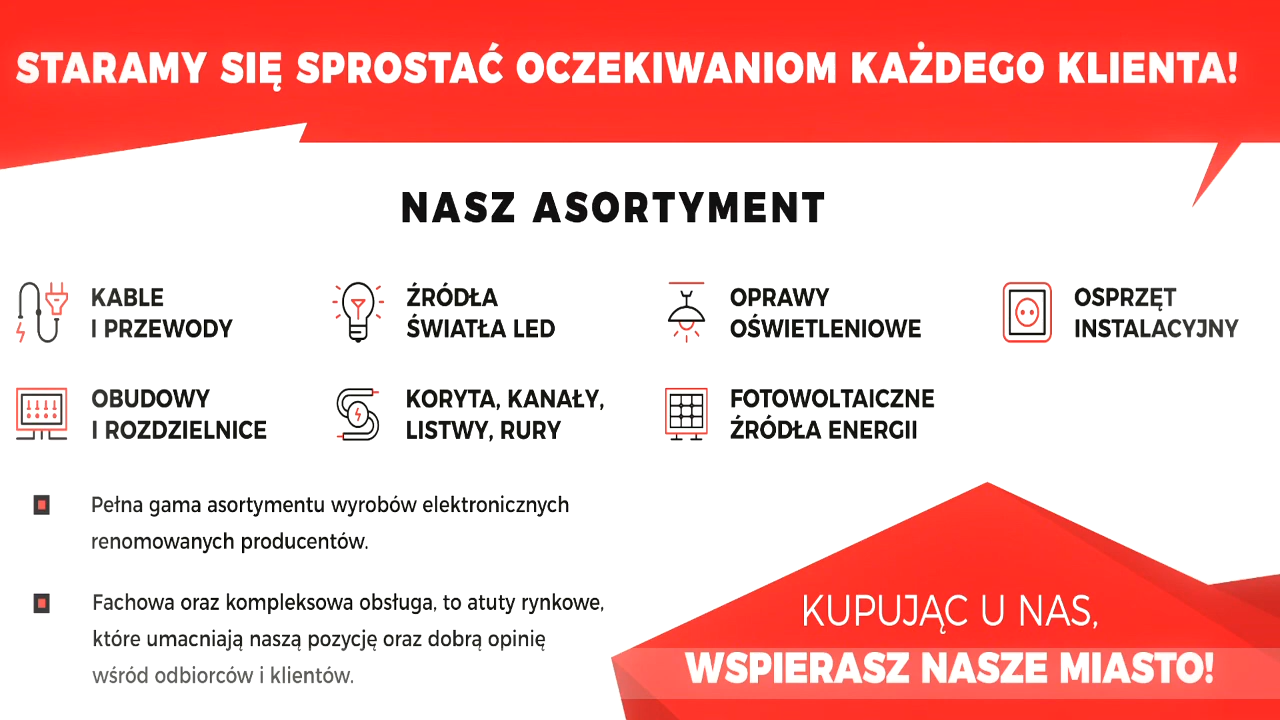 STARAMY SIĘ SPROSTAĆ OCZEKIWANIOM KAŻDEGO KLIENTA!
NASZ ASORTYMENT
KABLE
I PRZEWODY
ŹRÓDŁA
ŚWIATŁA LED
OPRAWY
OŚWIETLENIOWE
OSPRZĘT
INSTALACYJNY
OBUDOWY
I ROZDZIELNICE
KORYTA, KANAŁY,
LISTWY, RURY
FOTOWOLTAICZNE
ŹRÓDŁA ENERGII
Pełna gama asortymentu wyrobów elektronicznych
renomowanych producentów.
Fachowa oraz kompleksowa obsługa, to atuty rynkowe,
które umacniają naszą pozycję oraz dobrą opinię
wśród odbiorców i klientów.
KUPUJĄC U NAS,
WSPIERASZ NASZE MIASTO!